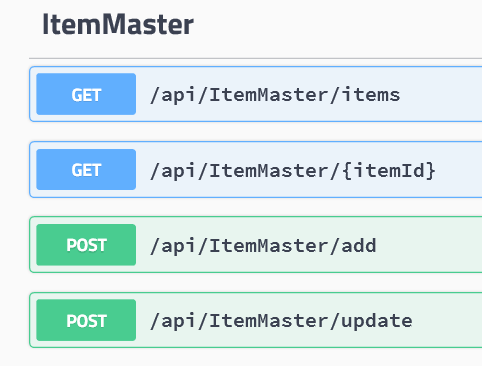 ItemMaster
GET /api/ItemMaster/items
GET /api/ItemMaster/{itemId}
POST /api/ItemMaster/add
POST /api/ItemMaster/update